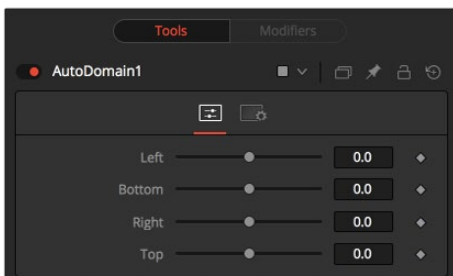 Tools Modifiers
AutoDomain1
Left 0.0
Bottom 0.0
Right 0.0
Top 0.0